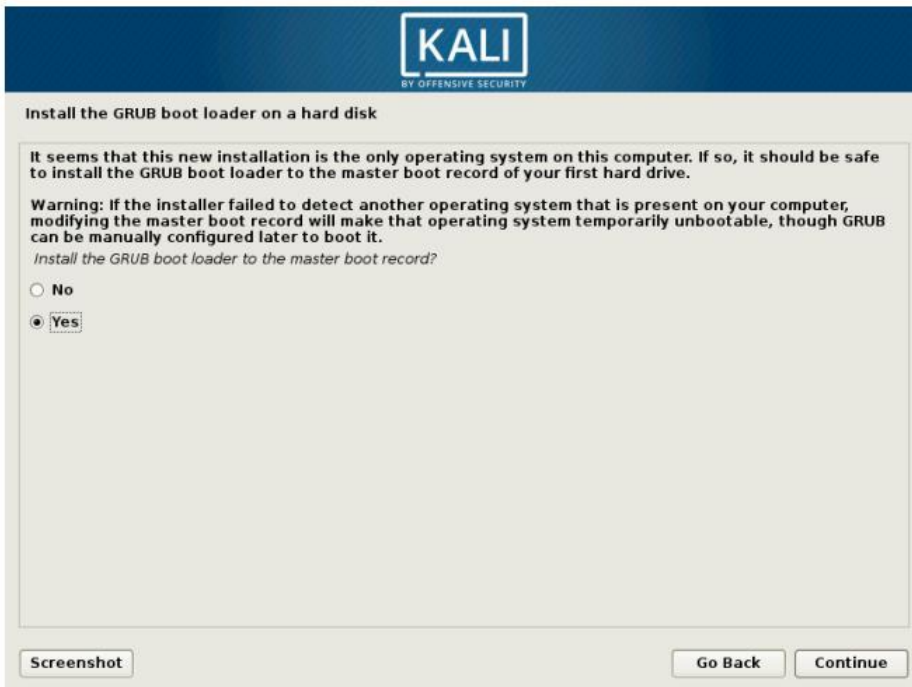 KALI
BY OFFENSIVE SECURITY
Install the GRUB boot loader on a hard disk
It seems that this new installation is the only operating system on this computer. If so, it should be safe
to install the GRUB boot loader to the master boot record of your first hard drive.
Warning: If the installer failed to detect another operating system that is present on your computer,
modifying the master boot record will make that operating system temporarily unbootable, though GRUB
can be manually configured later to boot it.
Install the GRUB boot loader to the master boot record?
No
Yes
Screenshot
Go Back
Continue